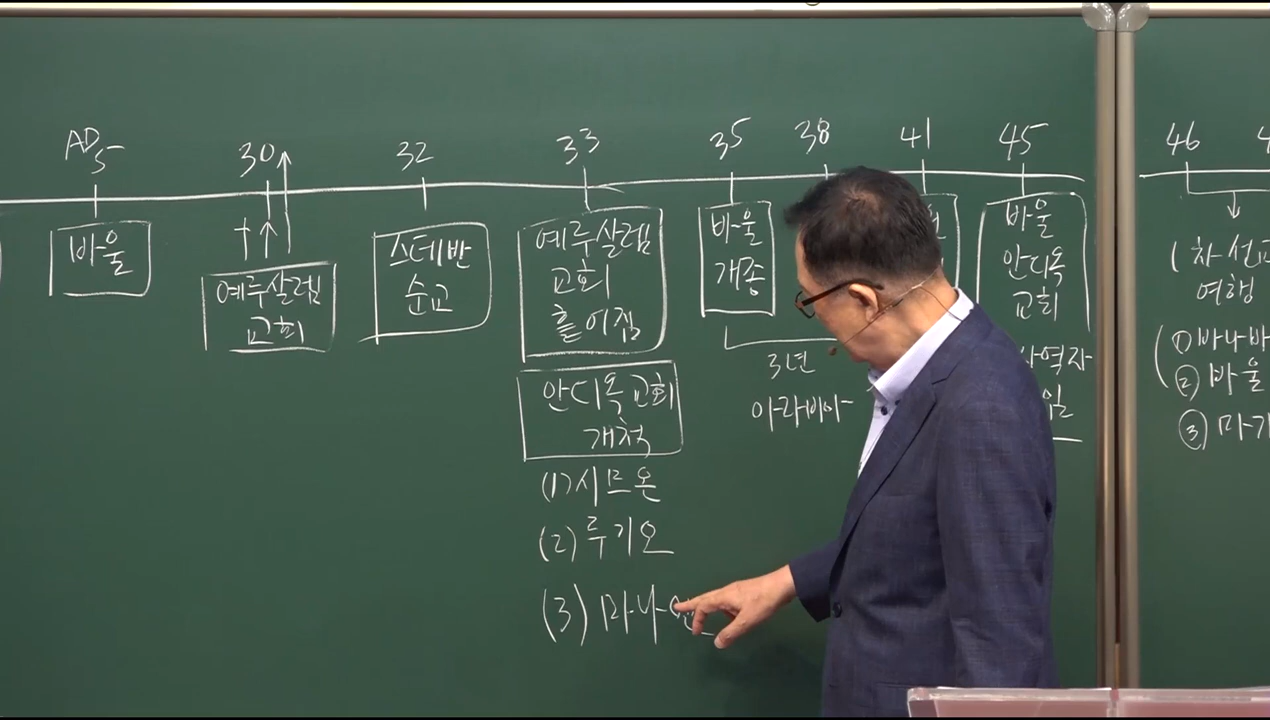 AD 5
30
32
33
35
38
41
45
46
바울
예루살렘
교회
스데반
순교
예루살렘
교회
흩어짐
안디옥교회
개척
(1) 시므온
(2) 루기오
(3) 마나엔
바울
개종
3년
아라비아
바울
안디옥
교회
사역자
임
1차 선교
여행
① 바나바
② 바울
③ 마가